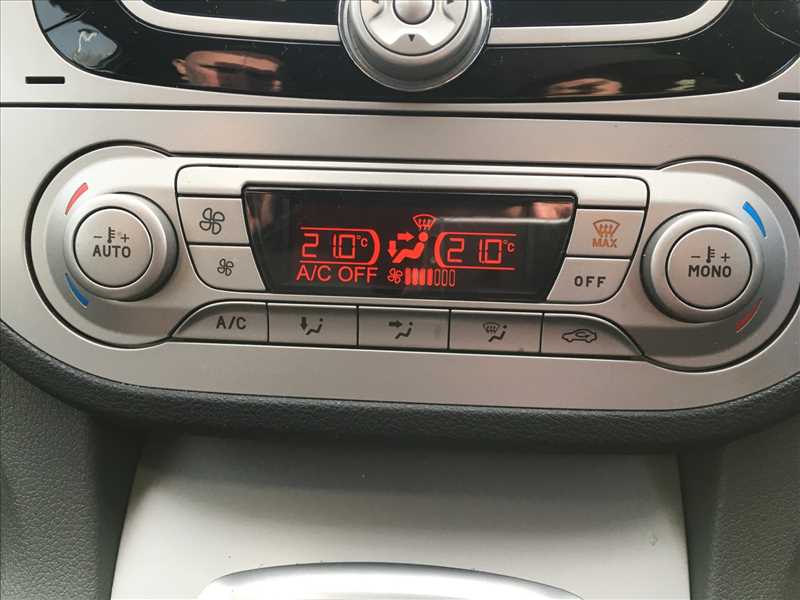 21.0°C 21.0°C
A/C OFF
- + AUTO
MAX
OFF
- + MONO
A/C